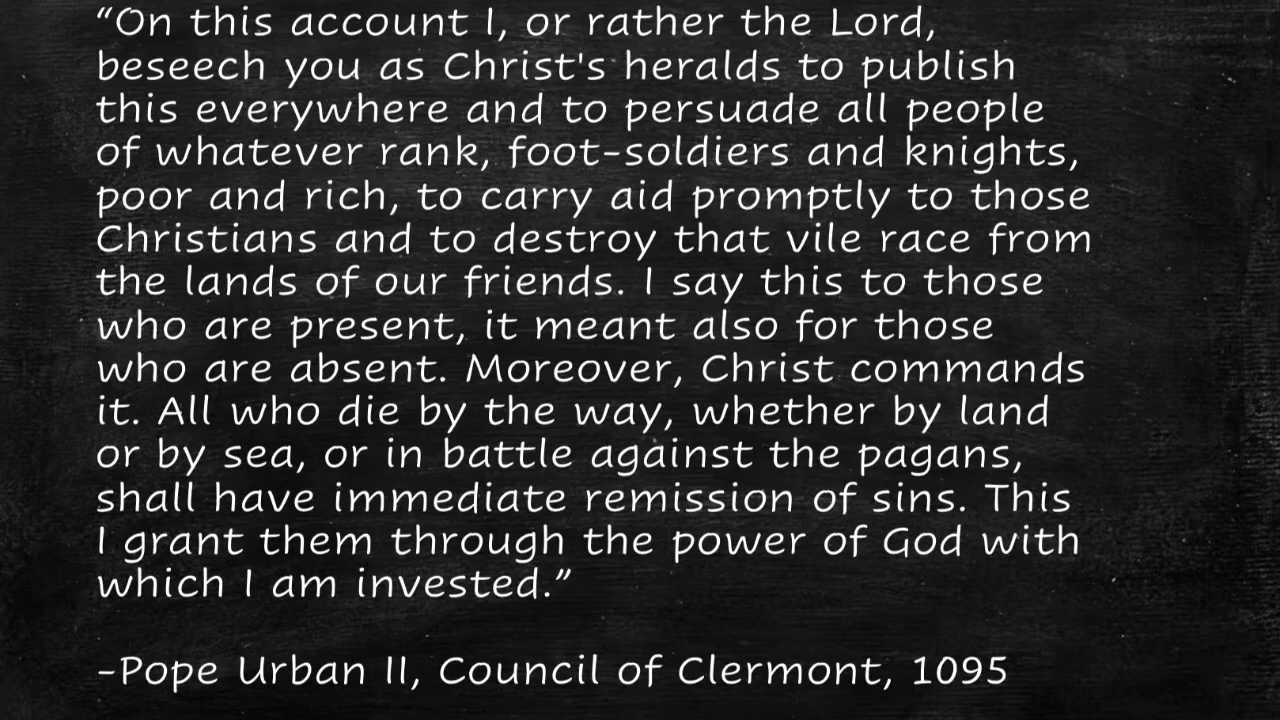 “On this account I, or rather the Lord,
beseech you as Christ's heralds to publish
this everywhere and to persuade all people
of whatever rank, foot-soldiers and knights,
poor and rich, to carry aid promptly to those
Christians and to destroy that vile race from
the lands of our friends. I say this to those
who are present, it meant also for those
who are absent. Moreover, Christ commands
it. All who die by the way, whether by land
or by sea, or in battle against the pagans,
shall have immediate remission of sins. This
I grant them through the power of God with
which I am invested.”
-Pope Urban II, Council of Clermont, 1095